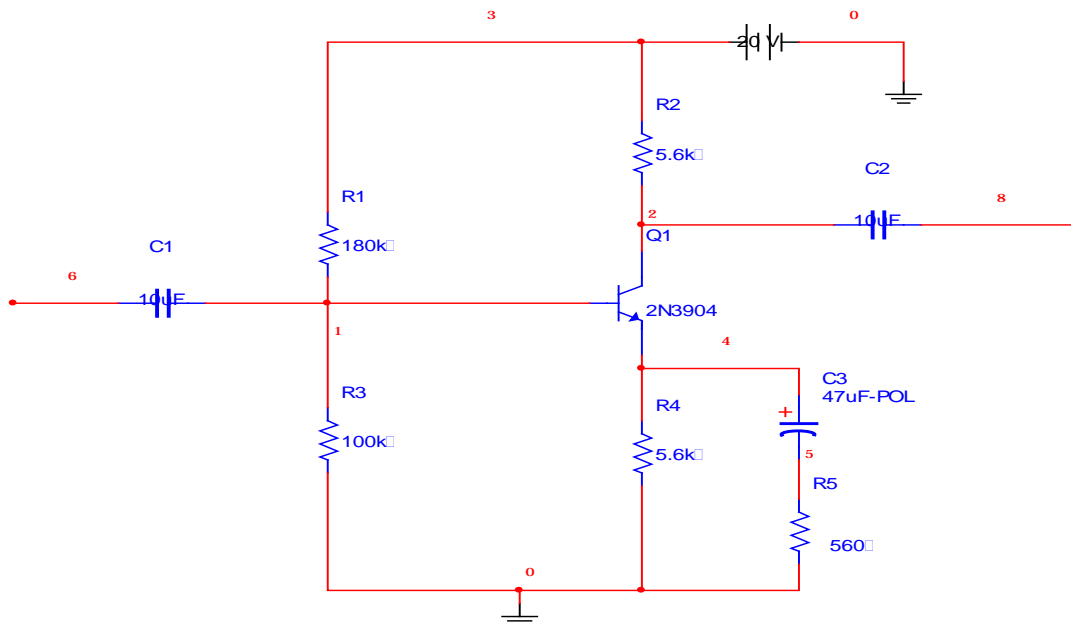 3
0
20 V
R2
5.6k□
C2
10uF
8
R1
180k□
2
Q1
C1
10uF
6
2N3904
1
4
R3
100k□
R4
5.6k□
C3
47uF-POL
+
5
R5
560□
0